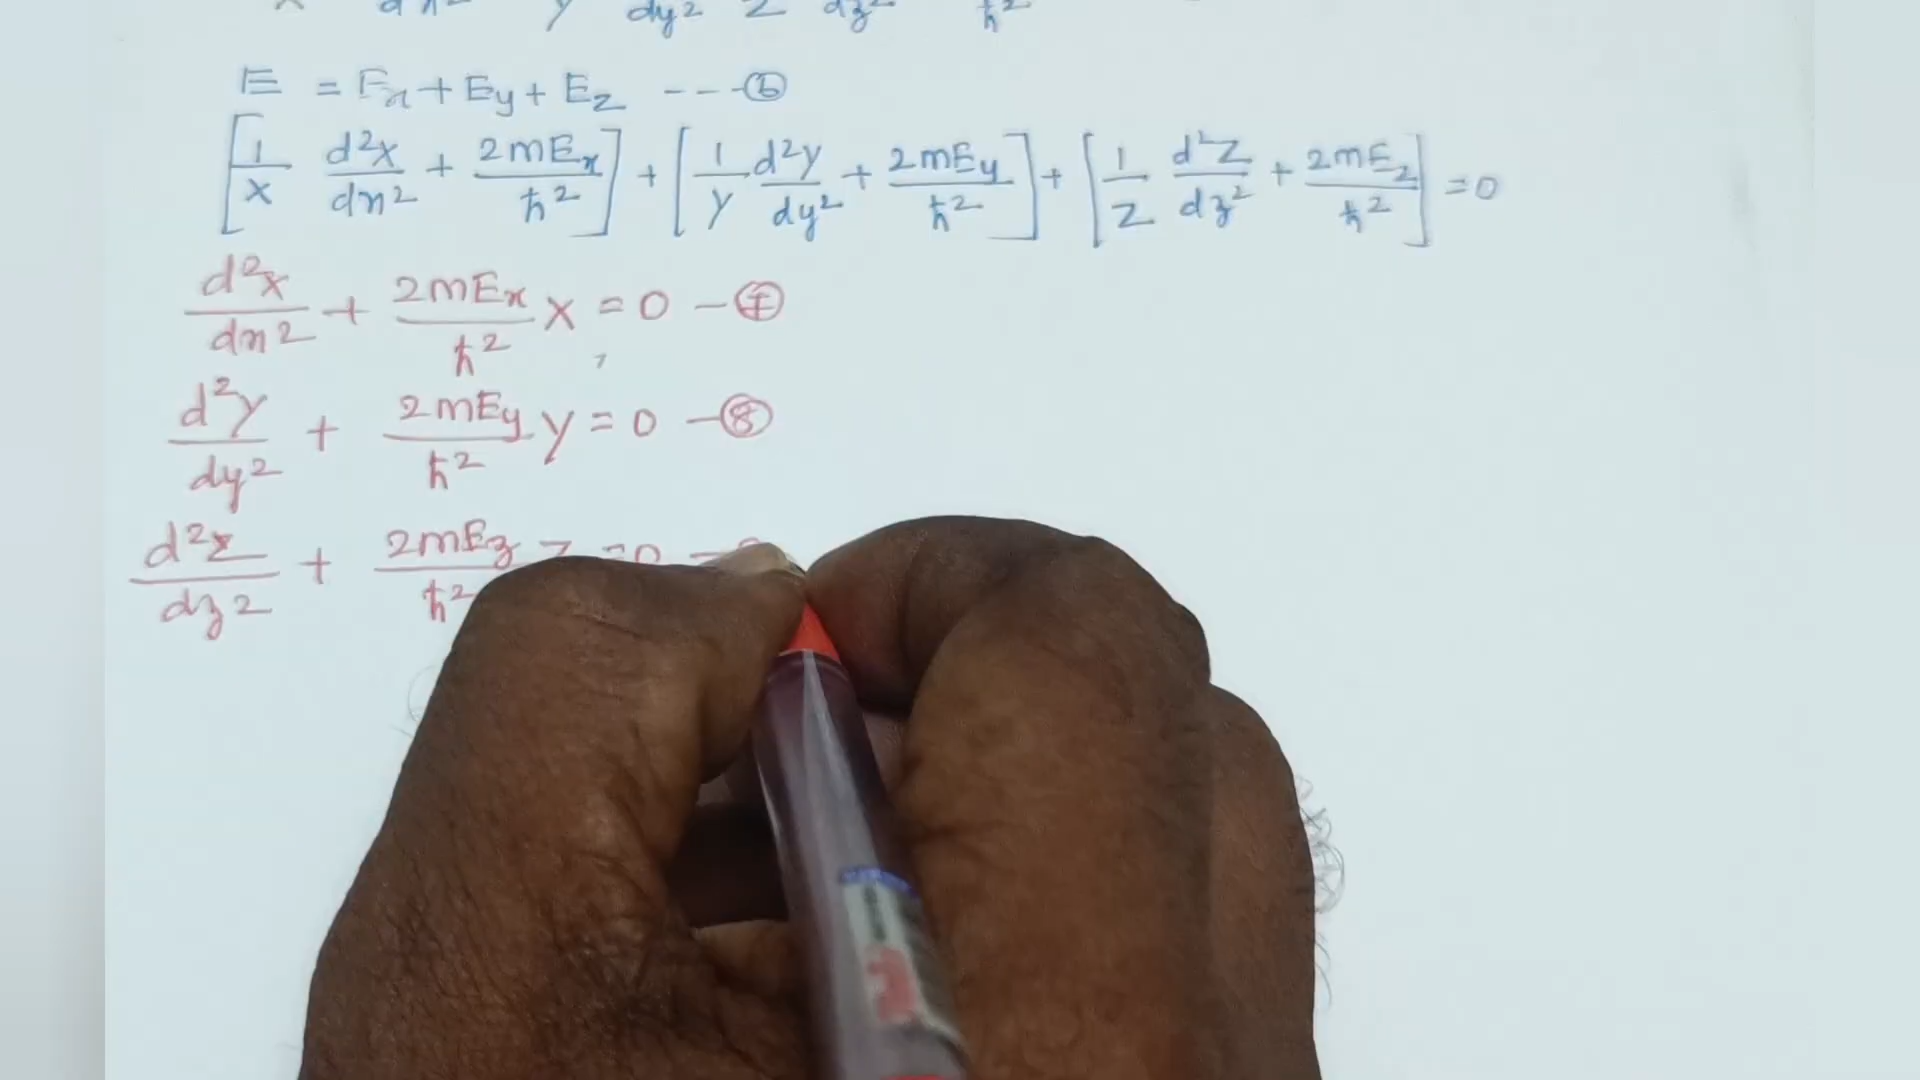 E = Ex + Ey + Ez ---⑥
[1/X d²X/dx² + 2mEx/ħ²] + [1/Y d²Y/dy² + 2mEy/ħ²] + [1/Z d²Z/dz² + 2mEz/ħ²] = 0
d²X/dx² + 2mEx/ħ² X = 0 -⑦
d²Y/dy² + 2mEy/ħ² Y = 0 -⑧
d²Z/dz² + 2mEz/ħ² Z = 0 -